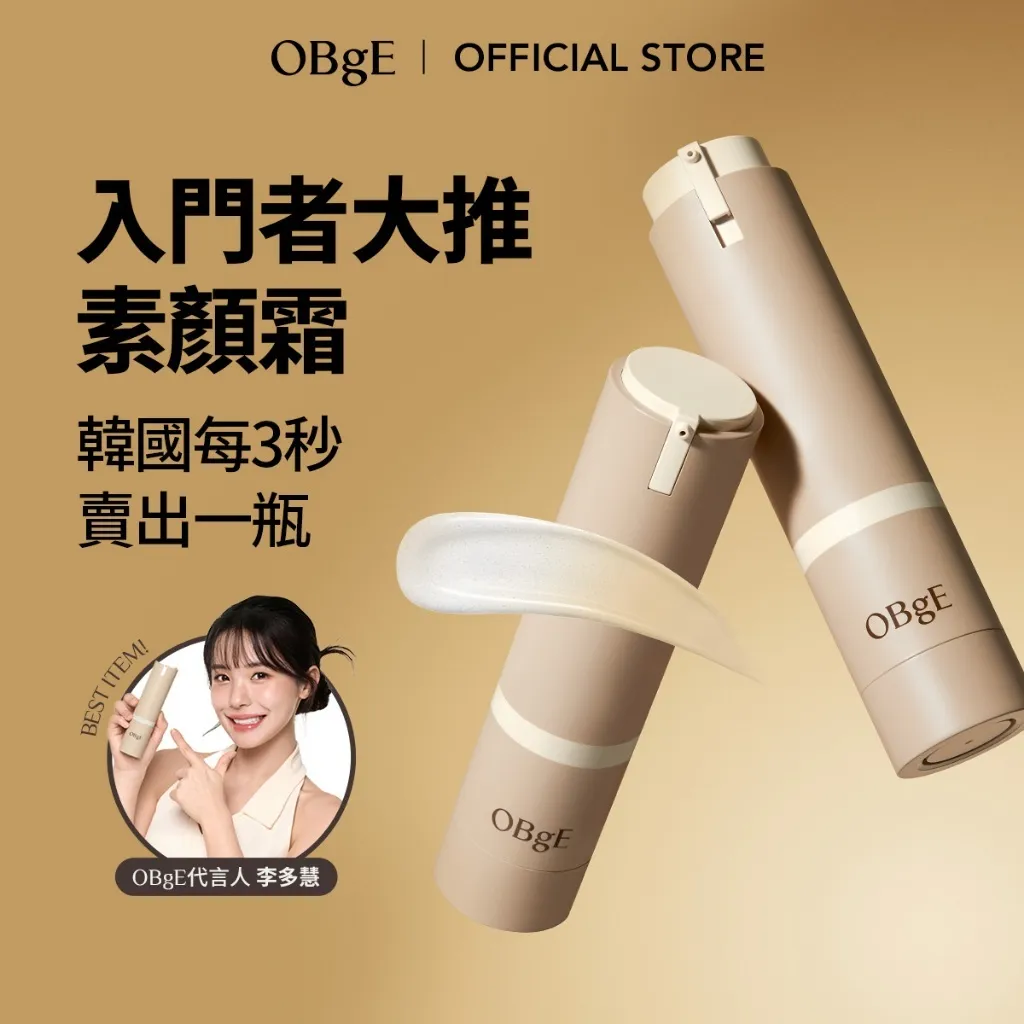 OBgE | OFFICIAL STORE
入門者大推
素顏霜
韓國每3秒
賣出一瓶
BEST ITEM!
OBgE
OBgE代言人 李多慧
OBgE
OBgE